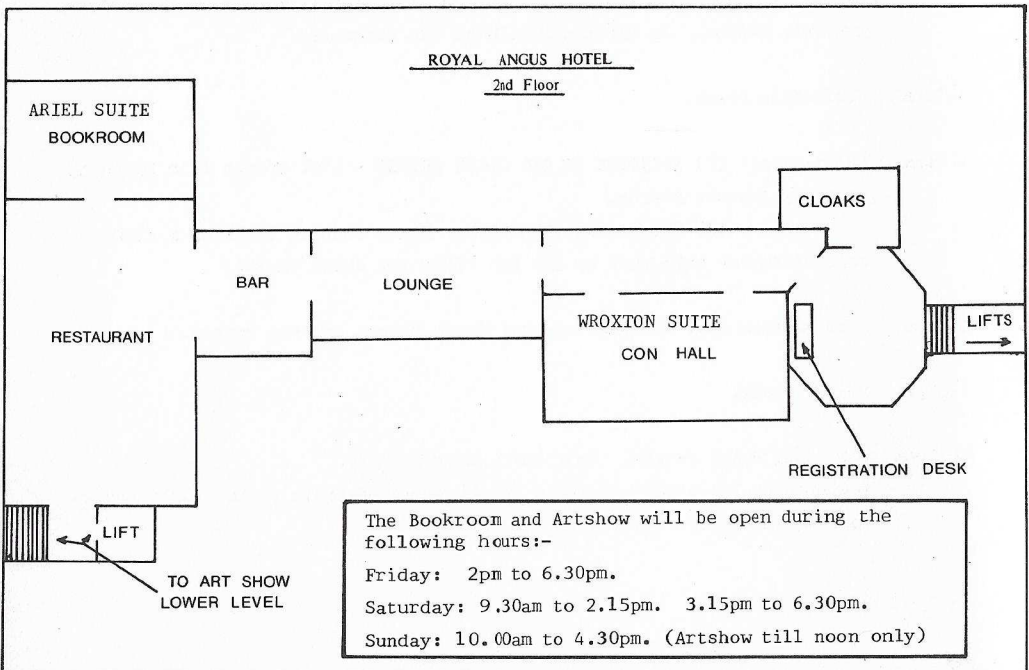 ROYAL ANGUS HOTEL
2nd Floor
ARIEL SUITE
BOOKROOM
CLOAKS
BAR
LOUNGE
RESTAURANT
WROXTON SUITE
CON HALL
LIFTS
REGISTRATION DESK
LIFT
TO ART SHOW
LOWER LEVEL
The Bookroom and Artshow will be open during the
following hours:-
Friday: 2pm to 6.30pm.
Saturday: 9.30am to 2.15pm. 3.15pm to 6.30pm.
Sunday: 10.00am to 4.30pm. (Artshow till noon only)